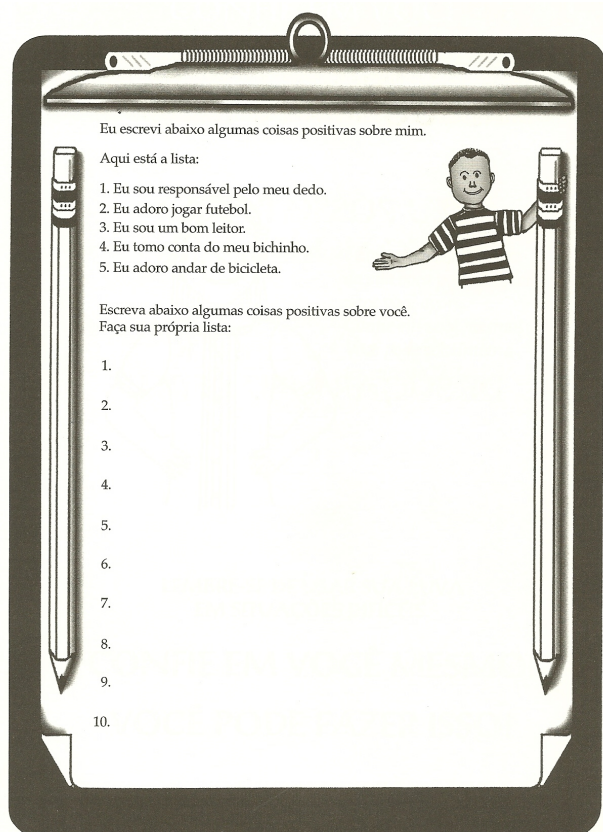 Eu escrevi abaixo algumas coisas positivas sobre mim.
Aqui está a lista:
1. Eu sou responsável pelo meu dedo.
2. Eu adoro jogar futebol.
3. Eu sou um bom leitor.
4. Eu tomo conta do meu bichinho.
5. Eu adoro andar de bicicleta.
Escreva abaixo algumas coisas positivas sobre você.
Faça sua própria lista:
1.
2.
3.
4.
5.
6.
7.
8.
9.
10.